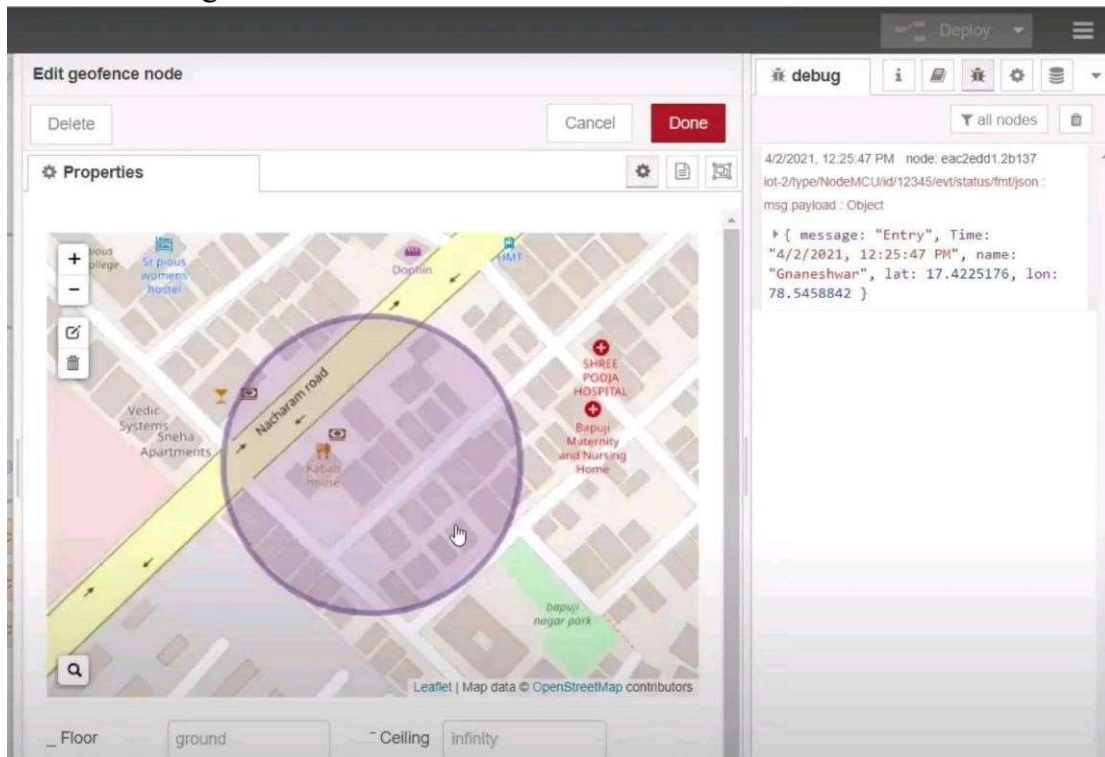 Deploy
Edit geofence node
Delete
Cancel
Done
Properties
+
-
St pious
womens
hostel
Dophin
HMT
SHREE
POOJA
HOSPITAL
Bapuji
Maternity
and Nursing
Home
Nacharam road
Vedic
Systems
Sneha
Apartments
Kabab
house
bapuji
nagar park
Leaflet | Map data © OpenStreetMap contributors
Floor
ground
Ceiling
infinity
debug
i
all nodes
4/2/2021, 12:25:47 PM node: eac2edd1.2b137
iot-2/type/NodeMCU/id/12345/evt/status/fmt/json :
msg.payload : Object
{ message: "Entry", Time:
"4/2/2021, 12:25:47 PM", name:
"Gnaneshwar", lat: 17.4225176, lon:
78.5458842 }